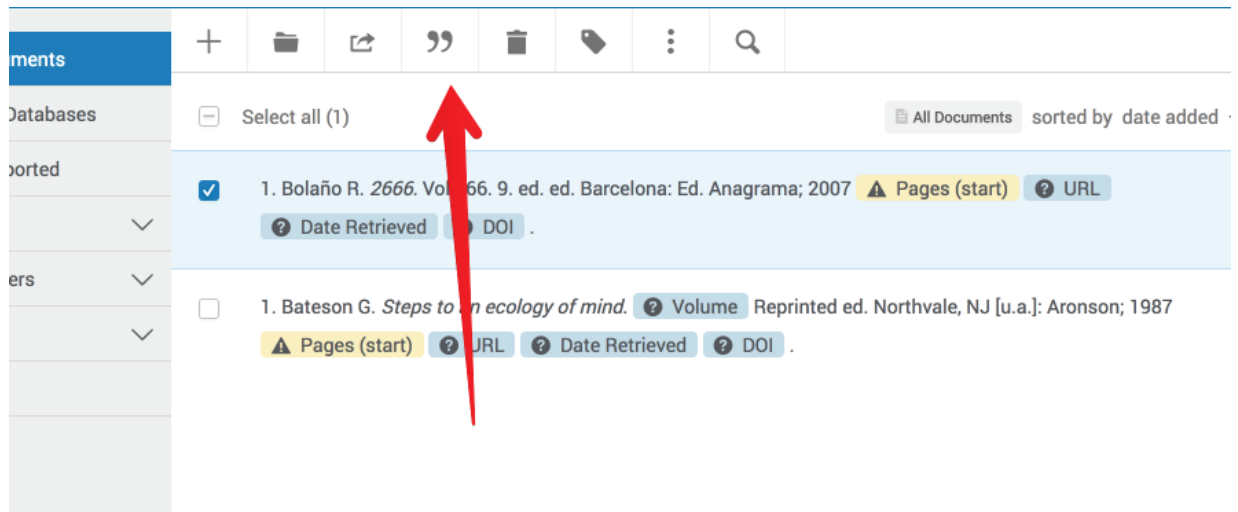 ments
Databases
ported
ers
Select all (1)
All Documents sorted by date added
1. Bolaño R. 2666. Vol 66. 9. ed. ed. Barcelona: Ed. Anagrama; 2007 Pages (start) URL
Date Retrieved DOI .
1. Bateson G. Steps to an ecology of mind. Volume Reprinted ed. Northvale, NJ [u.a.]: Aronson; 1987
Pages (start) URL Date Retrieved DOI .